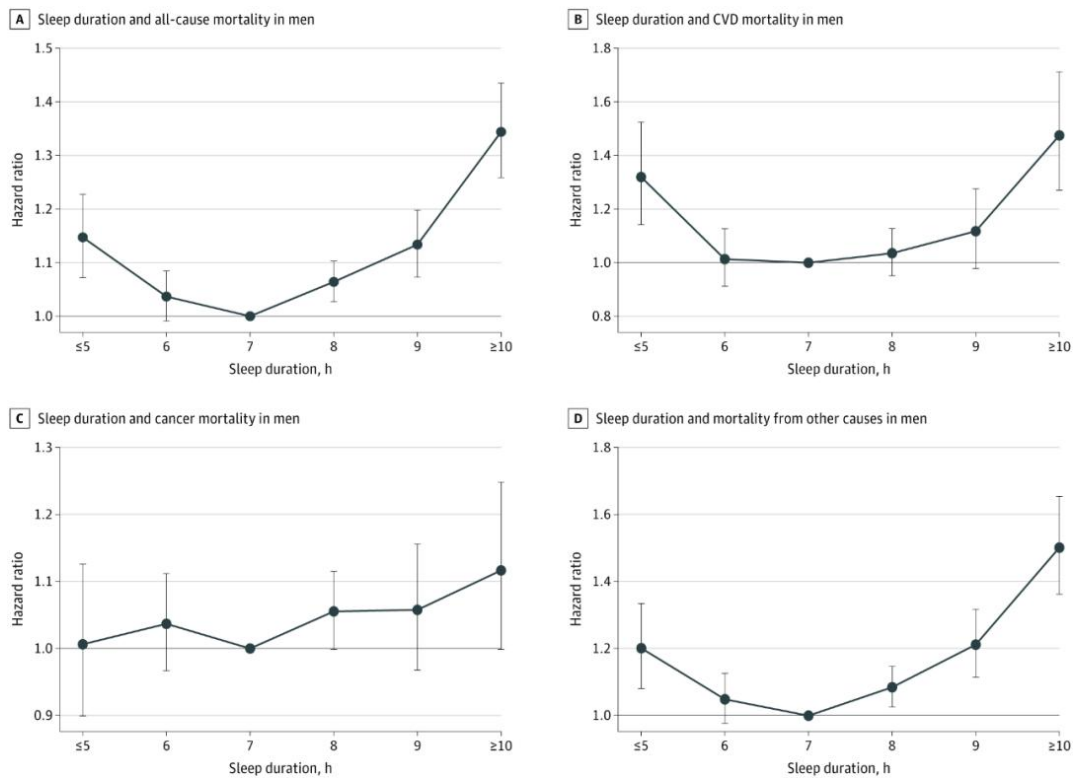 A Sleep duration and all-cause mortality in men
1.5
1.4
1.3
1.2
1.1
1.0
Hazard ratio
≤5 6 7 8 9 ≥10
Sleep duration, h
B Sleep duration and CVD mortality in men
1.8
1.6
1.4
1.2
1.0
0.8
Hazard ratio
≤5 6 7 8 9 ≥10
Sleep duration, h
C Sleep duration and cancer mortality in men
1.3
1.2
1.1
1.0
0.9
Hazard ratio
≤5 6 7 8 9 ≥10
Sleep duration, h
D Sleep duration and mortality from other causes in men
1.8
1.6
1.4
1.2
1.0
Hazard ratio
≤5 6 7 8 9 ≥10
Sleep duration, h